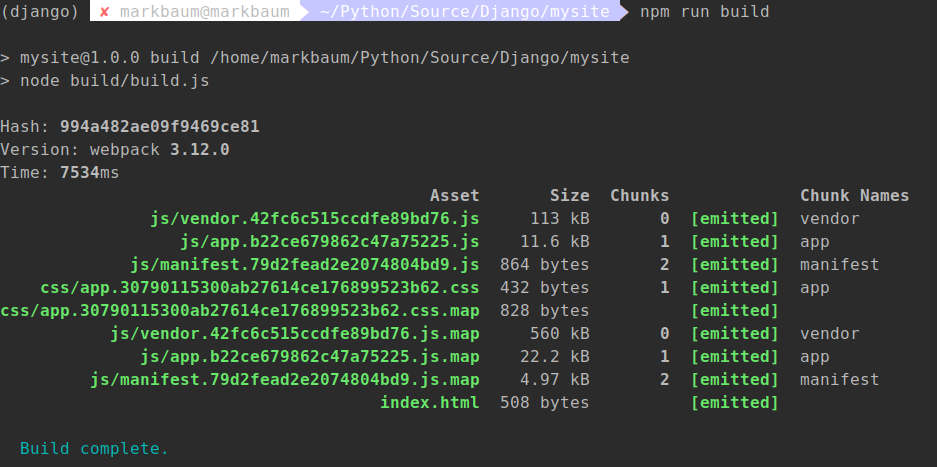 (django) ✘ markbaum@markbaum ~/Python/Source/Django/mysite npm run build
> mysite@1.0.0 build /home/markbaum/Python/Source/Django/mysite
> node build/build.js
Hash: 994a482ae09f9469ce81
Version: webpack 3.12.0
Time: 7534ms
Asset Size Chunks Chunk Names
js/vendor.42fc6c515ccdfe89bd76.js 113 kB 0 [emitted] vendor
js/app.b22ce679862c47a75225.js 11.6 kB 1 [emitted] app
js/manifest.79d2fead2e2074804bd9.js 864 bytes 2 [emitted] manifest
css/app.30790115300ab27614ce176899523b62.css 432 bytes 1 [emitted] app
css/app.30790115300ab27614ce176899523b62.css.map 828 bytes [emitted]
js/vendor.42fc6c515ccdfe89bd76.js.map 560 kB 0 [emitted] vendor
js/app.b22ce679862c47a75225.js.map 22.2 kB 1 [emitted] app
js/manifest.79d2fead2e2074804bd9.js.map 4.97 kB 2 [emitted] manifest
index.html 508 bytes [emitted]
Build complete.